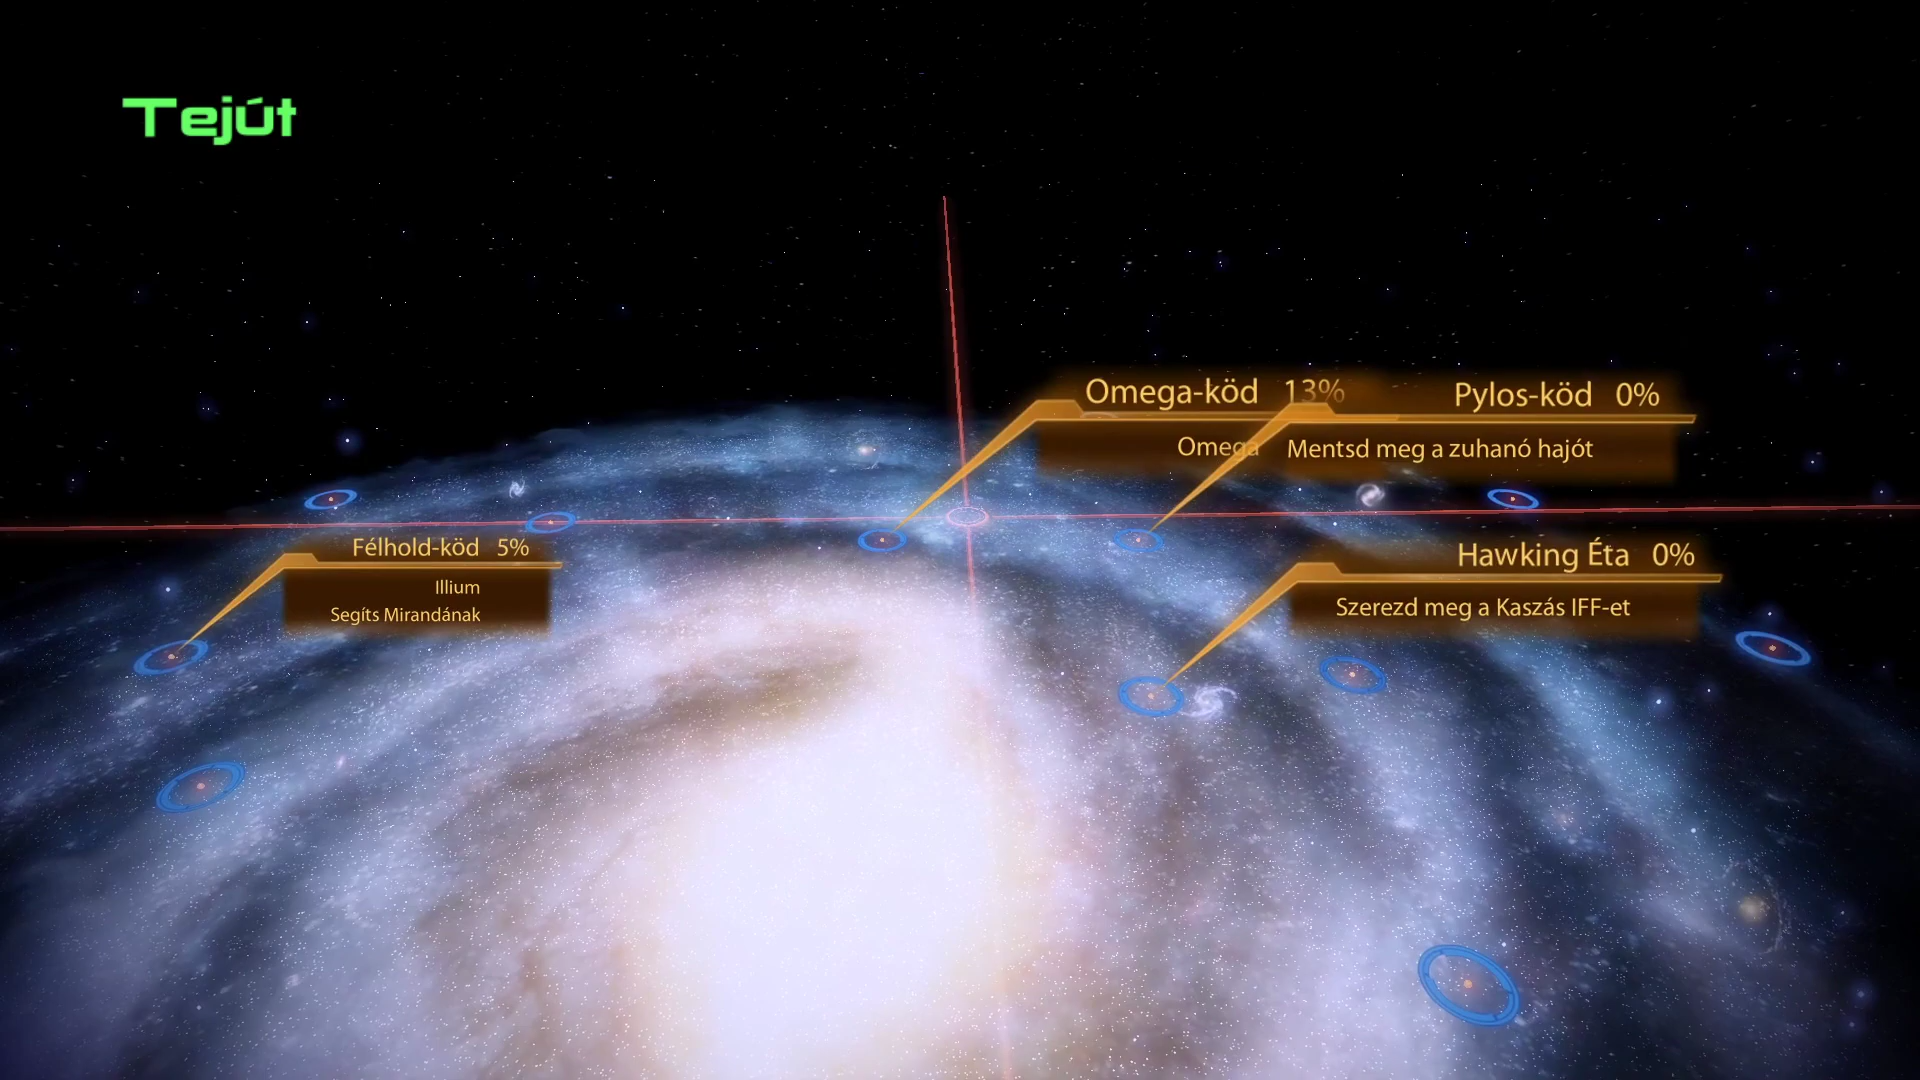 Tejút
Omega-köd 13%
Omega
Pylos-köd 0%
Mentsd meg a zuhanó hajót
Félhold-köd 5%
Illium
Segíts Mirandának
Hawking Éta 0%
Szerezd meg a Kaszás IFF-et